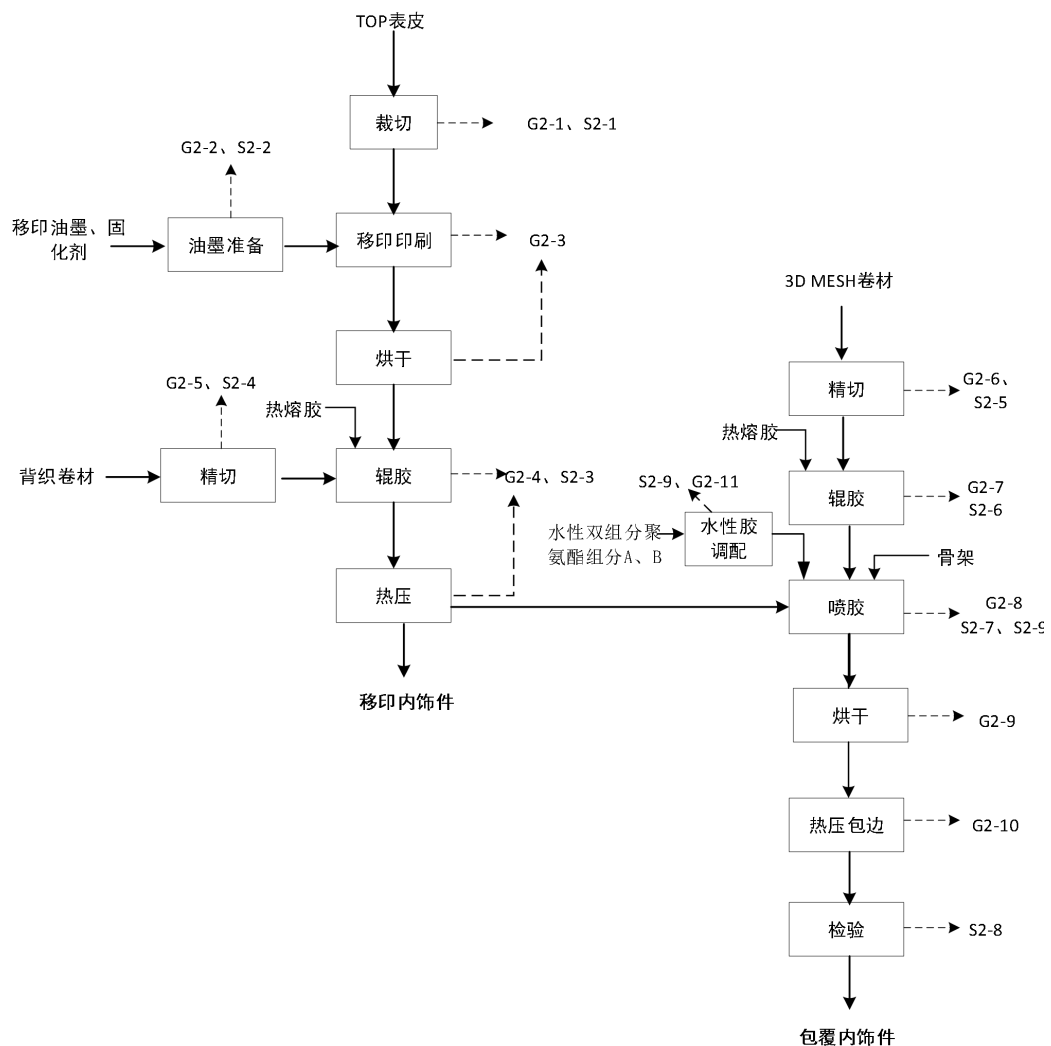 TOP表皮
裁切
G2-1、S2-1
G2-2、S2-2
移印油墨、固
化剂
油墨准备
移印印刷
G2-3
烘干
G2-5、S2-4
热熔胶
背织卷材
精切
辊胶
G2-4、S2-3
热压
移印内饰件
3D MESH卷材
精切
G2-6、
S2-5
热熔胶
辊胶
G2-7
S2-6
S2-9、G2-11
水性双组分聚
氨酯组分A、B
水性胶
调配
骨架
喷胶
G2-8
S2-7、S2-9
烘干
G2-9
热压包边
G2-10
检验
S2-8
包覆内饰件